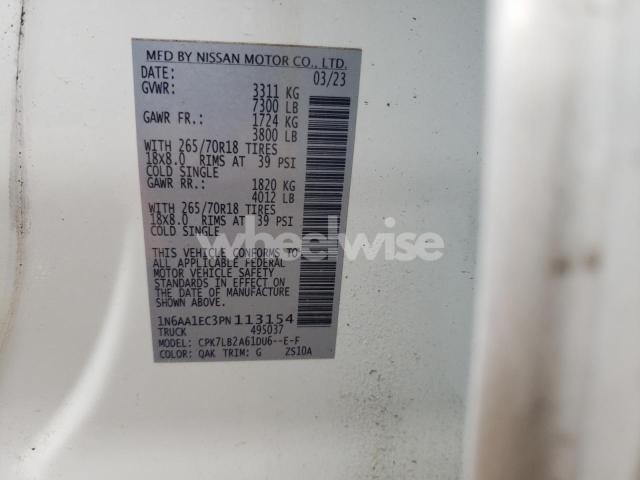 MFD BY NISSAN MOTOR CO., LTD.
DATE: 03/23
GVWR: 3311 KG
7300 LB
GAWR FR.: 1724 KG
3800 LB
WITH 265/70R18 TIRES
18X8.0 RIMS AT 39 PSI
COLD SINGLE
GAWR RR.: 1820 KG
4012 LB
WITH 265/70R18 TIRES
18X8.0 RIMS AT 39 PSI
COLD SINGLE
wheelwise
THIS VEHICLE CONFORMS TO
ALL APPLICABLE FEDERAL
MOTOR VEHICLE SAFETY
STANDARDS IN EFFECT ON
THE DATE OF MANUFACTURE
SHOWN ABOVE.
1N6AA1EC3PN113154
TRUCK 49S037
MODEL: CPK7LB2A61DU6--E-F
COLOR: QAK TRIM: G ZS10A